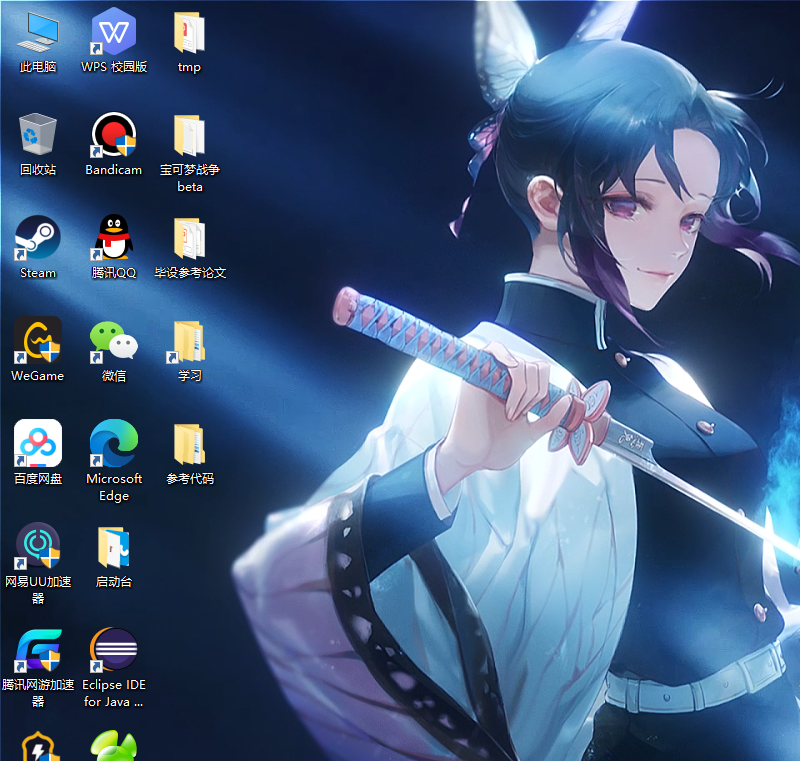 此电脑
WPS 校园版
tmp
回收站
Bandicam
宝可梦战争
beta
Steam
腾讯QQ
毕设参考论文
WeGame
微信
学习
百度网盘
Microsoft
Edge
参考代码
网易UU加速
器
启动台
腾讯网游加速
器
Eclipse IDE
for Java ...